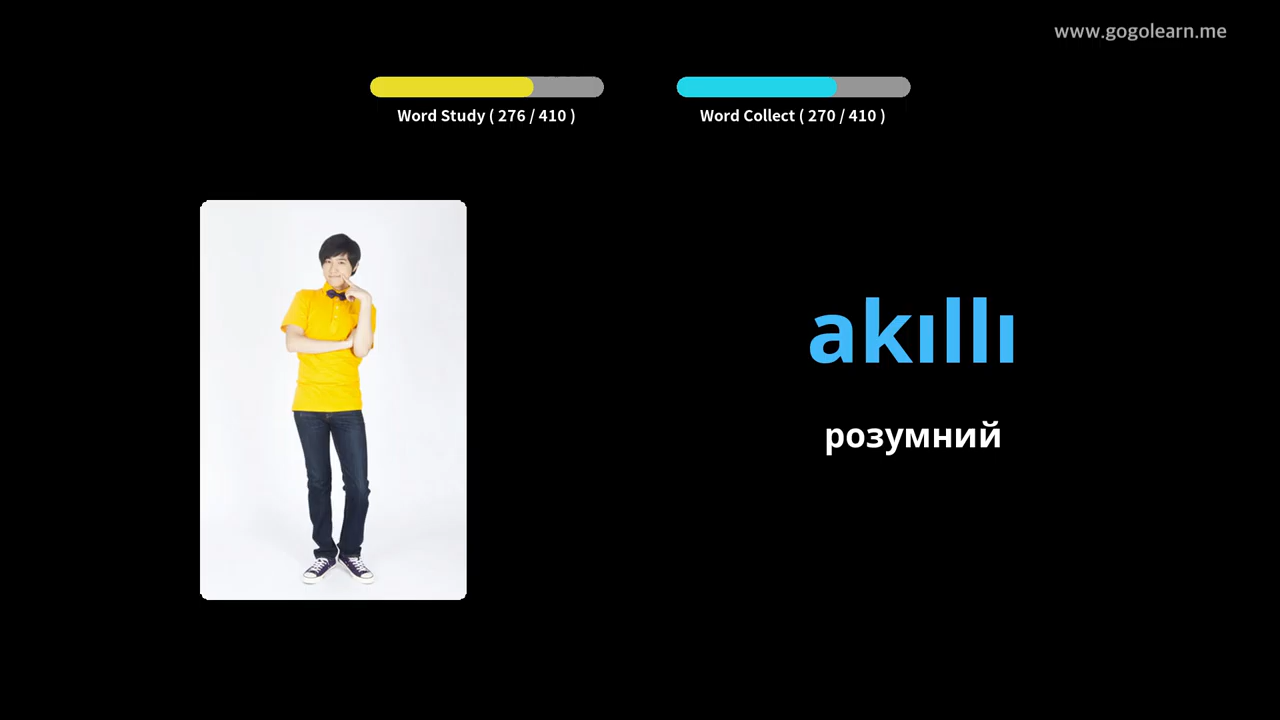 www.gogolearn.me
Word Study ( 276 / 410 )
Word Collect ( 270 / 410 )
akıllı
розумний